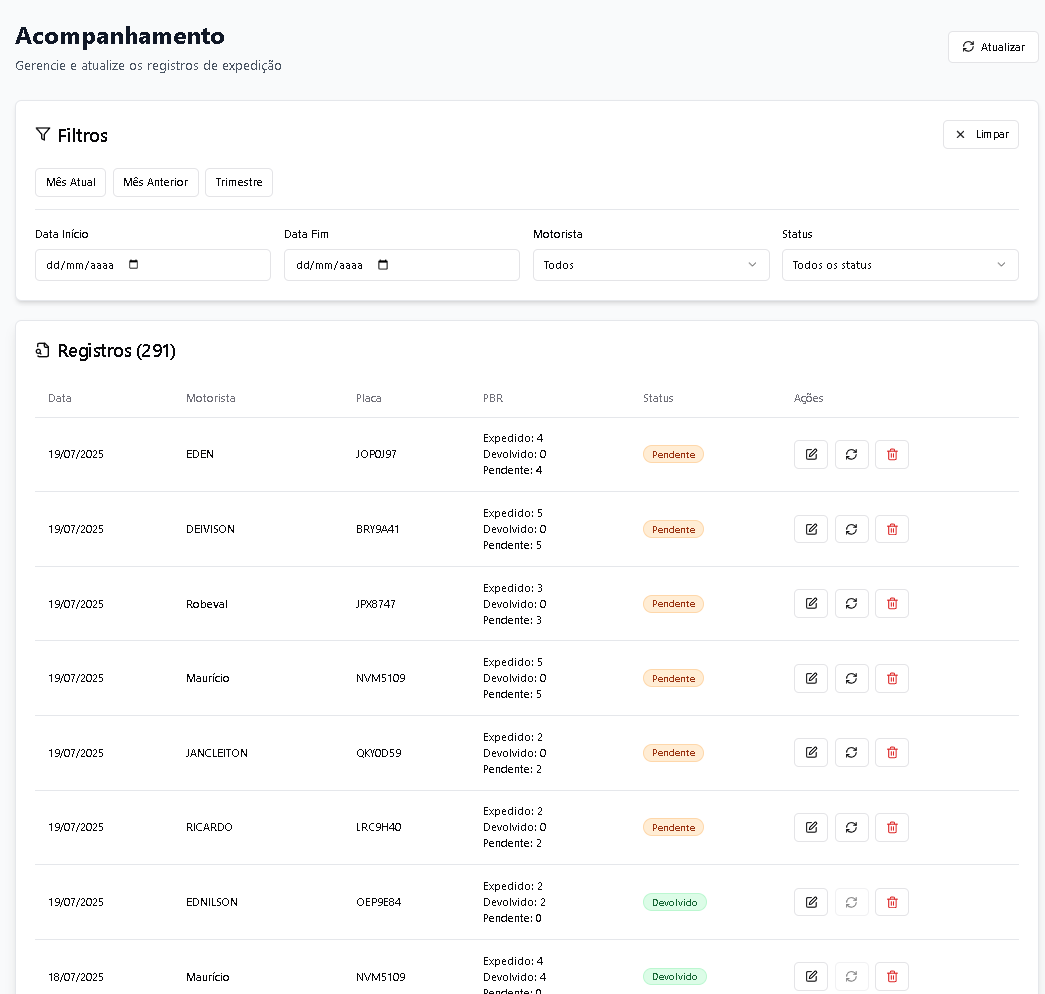 Acompanhamento
Gerencie e atualize os registros de expedição
Atualizar
Filtros
Limpar
Mês Atual Mês Anterior Trimestre
Data Início Data Fim Motorista Status
dd/mm/aaaa dd/mm/aaaa Todos Todos os status
Registros (291)
Data Motorista Placa PBR Status Ações
Expedido: 4
19/07/2025 EDEN JOP0J97 Devolvido: 0 Pendente
Pendente: 4
Expedido: 5
19/07/2025 DEIVISON BRY9A41 Devolvido: 0 Pendente
Pendente: 5
Expedido: 3
19/07/2025 Robeval JPX8747 Devolvido: 0 Pendente
Pendente: 3
Expedido: 5
19/07/2025 Maurício NVM5109 Devolvido: 0 Pendente
Pendente: 5
Expedido: 2
19/07/2025 JANCLEITON QKY0D59 Devolvido: 0 Pendente
Pendente: 2
Expedido: 2
19/07/2025 RICARDO LRC9H40 Devolvido: 0 Pendente
Pendente: 2
Expedido: 2
19/07/2025 EDNILSON OEP9E84 Devolvido: 2 Devolvido
Pendente: 0
Expedido: 4
18/07/2025 Maurício NVM5109 Devolvido: 4 Devolvido
Pendente: 0